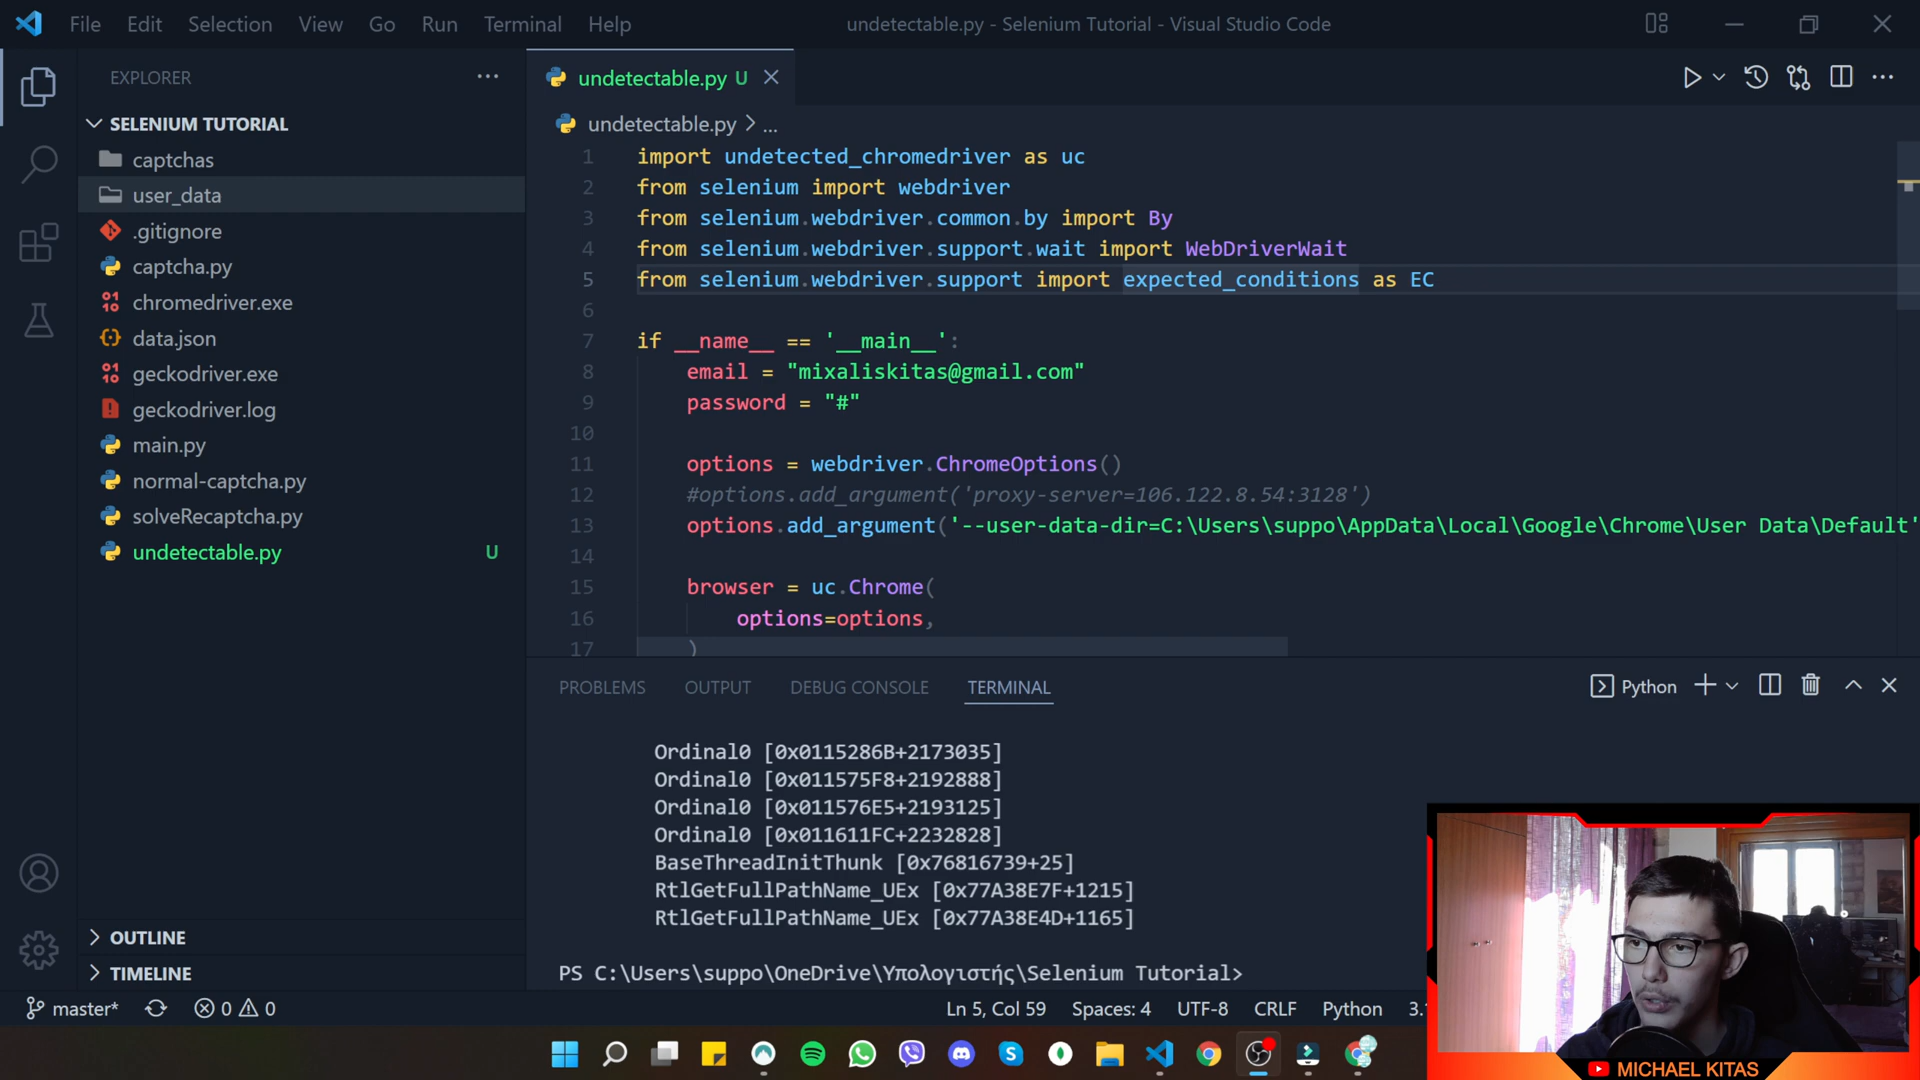 File Edit Selection View Go Run Terminal Help
undetectable.py - Selenium Tutorial - Visual Studio Code
EXPLORER
SELENIUM TUTORIAL
captchas
user_data
.gitignore
captcha.py
chromedriver.exe
data.json
geckodriver.exe
geckodriver.log
main.py
normal-captcha.py
solveRecaptcha.py
undetectable.py U
OUTLINE
TIMELINE
undetectable.py U
undetectable.py > ...
1 import undetected_chromedriver as uc
2 from selenium import webdriver
3 from selenium.webdriver.common.by import By
4 from selenium.webdriver.support.wait import WebDriverWait
5 from selenium.webdriver.support import expected_conditions as EC
6
7 if __name__ == '__main__':
8 email = "mixaliskitas@gmail.com"
9 password = "#"
10
11 options = webdriver.ChromeOptions()
12 #options.add_argument('proxy-server=106.122.8.54:3128')
13 options.add_argument('--user-data-dir=C:\Users\suppo\AppData\Local\Google\Chrome\User Data\Default'
14
15 browser = uc.Chrome(
16 options=options,
17 )
PROBLEMS OUTPUT DEBUG CONSOLE TERMINAL
Python
Ordinal0 [0x0115286B+2173035]
Ordinal0 [0x011575F8+2192888]
Ordinal0 [0x011576E5+2193125]
Ordinal0 [0x011611FC+2232828]
BaseThreadInitThunk [0x76816739+25]
RtlGetFullPathName_UEx [0x77A38E7F+1215]
RtlGetFullPathName_UEx [0x77A38E4D+1165]
PS C:\Users\suppo\OneDrive\Υπολογιστής\Selenium Tutorial>
master* 0 0 Ln 5, Col 59 Spaces: 4 UTF-8 CRLF Python
MICHAEL KITAS